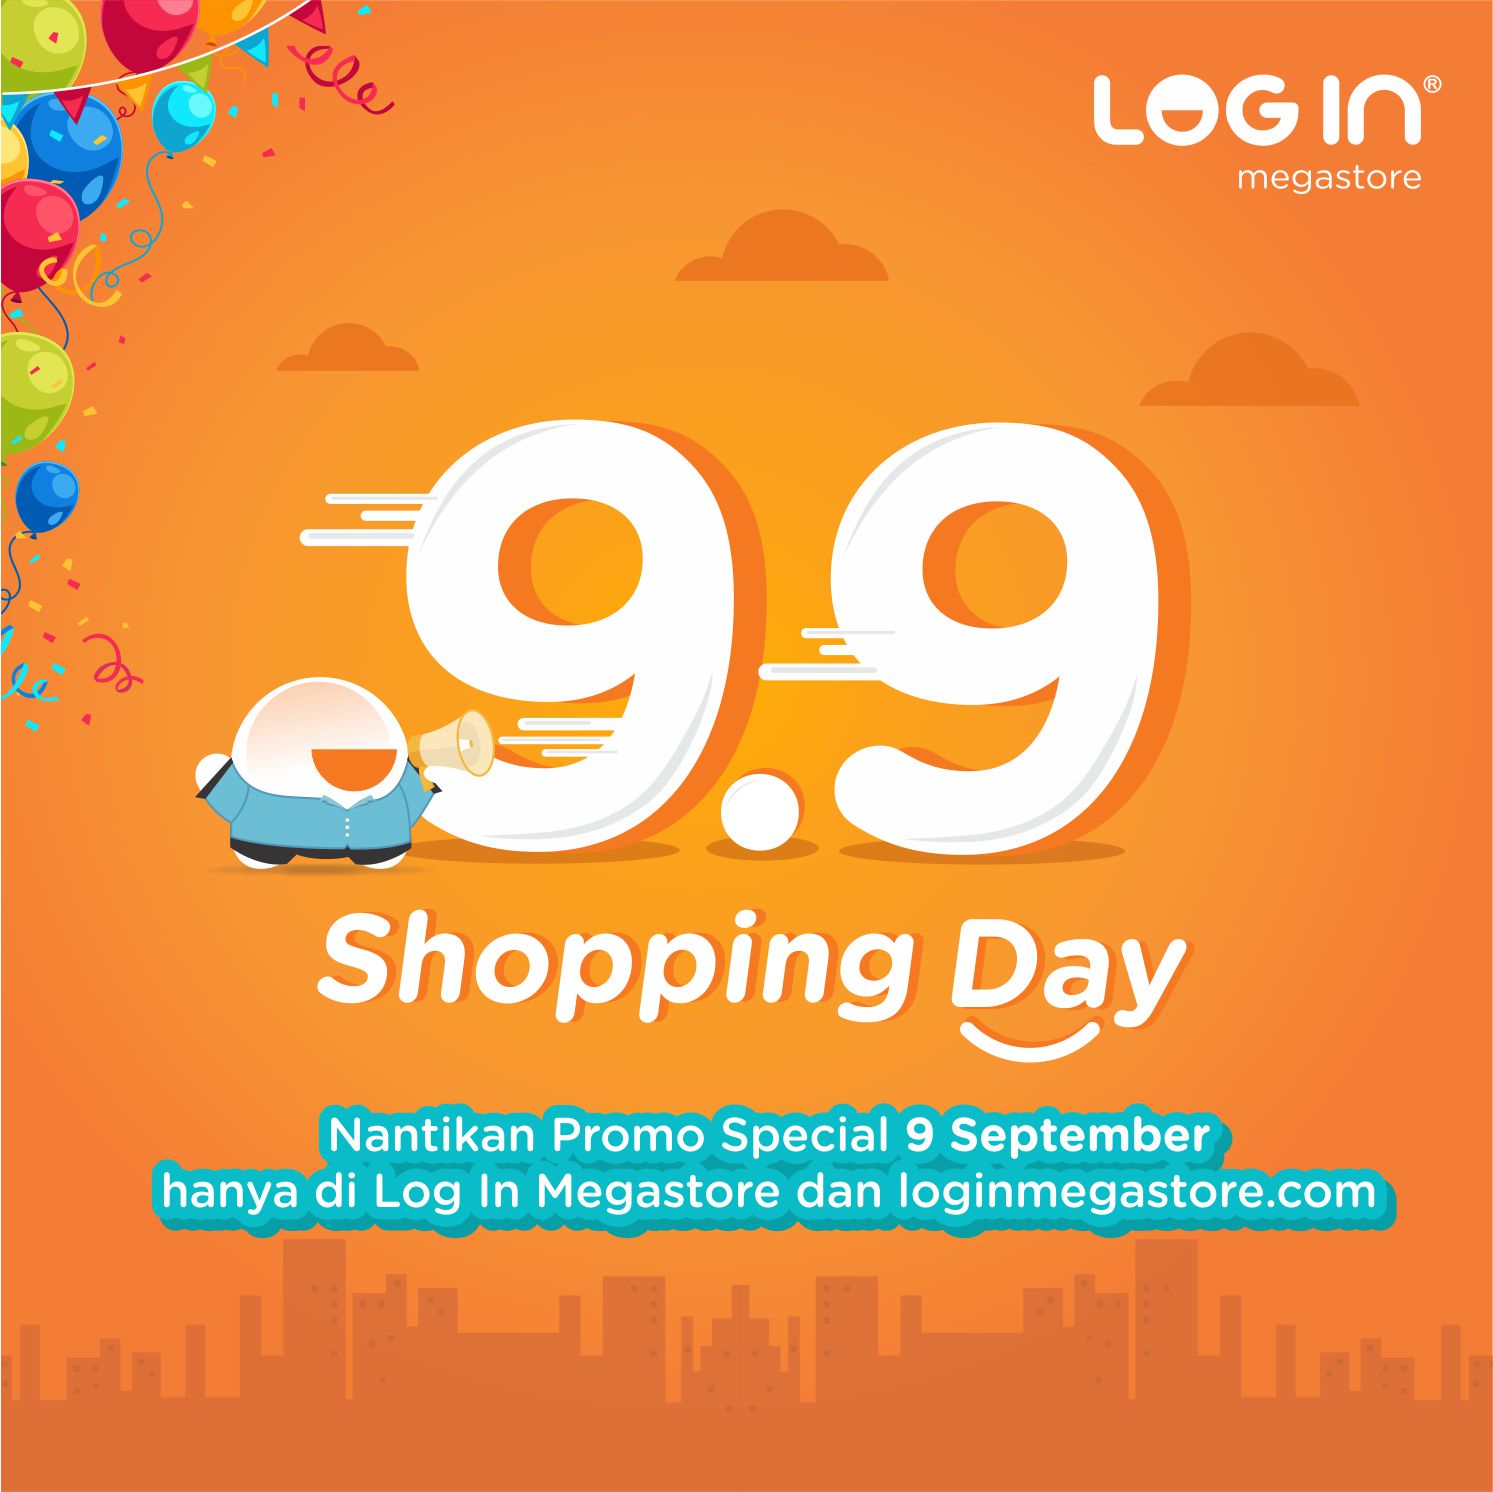 LOG IN®
megastore
9.9
Shopping Day
Nantikan Promo Special 9 September
hanya di Log In Megastore dan loginmegastore.com